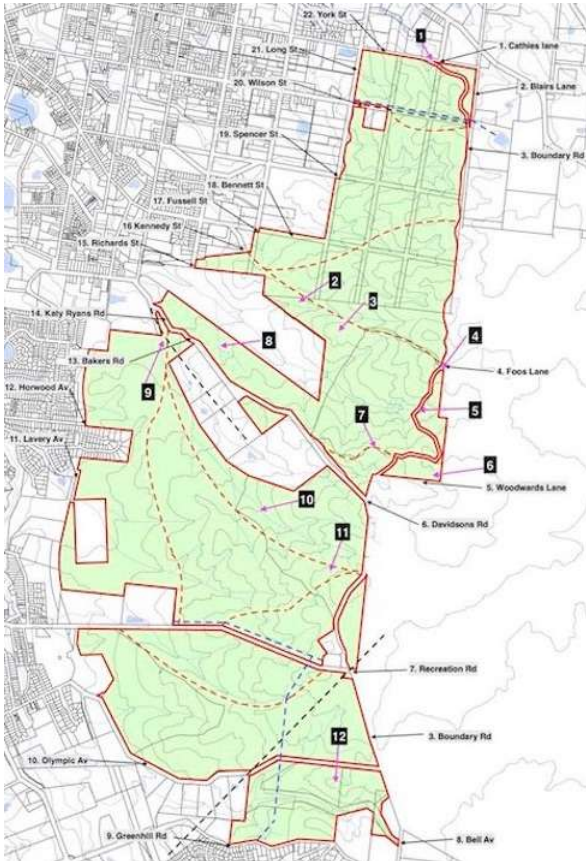 22. York St
1
1. Cathies lane
21. Long St
2. Blairs Lane
20. Wilson St
3. Boundary Rd
19. Spencer St
18. Bennett St
17. Fussell St
16 Kennedy St
15. Richards St
2
3
14. Kely Ryans Rd
8
4
13. Bakers Rd
4. Foos Lane
9
12. Horwood Av
5
7
11. Lavery Av
6
5. Woodwards Lane
10
6. Davidsons Rd
11
7. Recreation Rd
3. Boundary Rd
12
10. Olympic Av
9. Greenhill Rd
8. Bell Av